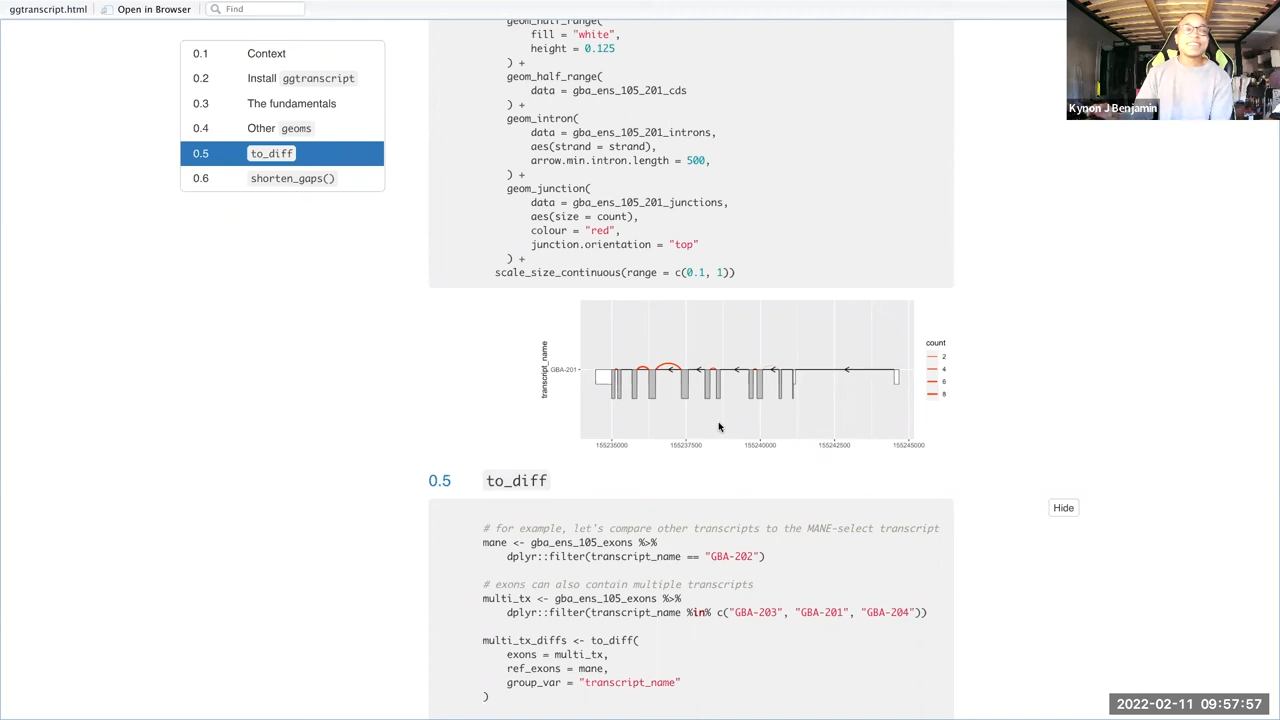 ggtranscript.html
Open in Browser
Find
0.1 Context
0.2 Install ggtranscript
0.3 The fundamentals
0.4 Other geoms
0.5 to_diff
0.6 shorten_gaps()
geom_half_range(
fill = "white",
height = 0.125
) +
geom_half_range(
data = gba_ens_105_201_cds
) +
geom_intron(
data = gba_ens_105_201_introns,
aes(strand = strand),
arrow.min.intron.length = 500,
) +
geom_junction(
data = gba_ens_105_201_junctions,
aes(size = count),
colour = "red",
junction.orientation = "top"
) +
scale_size_continuous(range = c(0.1, 1))
transcript_name
GBA-201
155235000 155237500 155240000 155242500 155245000
count
2
4
6
8
0.5 to_diff
Hide
# for example, let's compare other transcripts to the MANE-select transcript
mane <- gba_ens_105_exons %>%
dplyr::filter(transcript_name == "GBA-202")
# exons can also contain multiple transcripts
multi_tx <- gba_ens_105_exons %>%
dplyr::filter(transcript_name %in% c("GBA-203", "GBA-201", "GBA-204"))
multi_tx_diffs <- to_diff(
exons = multi_tx,
ref_exons = mane,
group_var = "transcript_name"
)
Kynon J Benjamin
2022-02-11 09:57:57